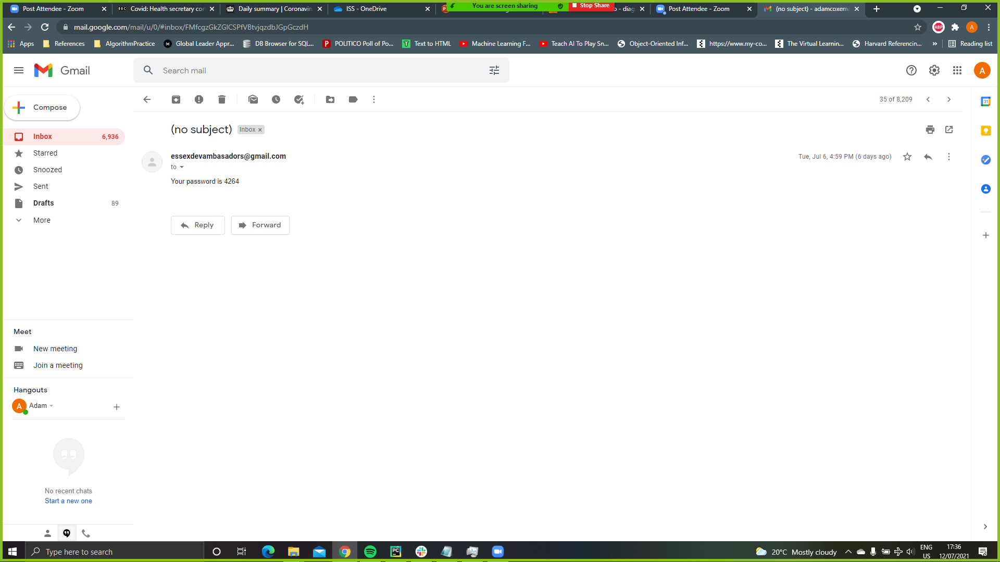 Post Attendee - Zoom
BBC Covid: Health secretary con
Daily summary | Coronaviru
ISS - OneDrive
You are screen sharing
Stop Share
o - diag
Post Attendee - Zoom
(no subject) - adamcoxema
mail.google.com/mail/u/0/#inbox/FMfcgzGkZGlCSPfVBtvjqzdbJGpGczdH
ABP
A
Apps
References
AlgorithmPractice
Global Leader Appr...
DB Browser for SQL...
POLITICO Poll of Po...
Text to HTML
Machine Learning F...
Teach AI To Play Sn...
Object-Oriented Inf...
https://www.my-co...
The Virtual Learnin...
Harvard Referencin...
»
Reading list
Gmail
Search mail
A
Compose
35 of 8,209
31
Inbox 6,936
Starred
Snoozed
Sent
Drafts 89
More
(no subject)
Inbox ×
essexdevambasadors@gmail.com
Tue, Jul 6, 4:59 PM (6 days ago)
to
Your password is 4264
Reply
Forward
Meet
New meeting
Join a meeting
Hangouts
A Adam
No recent chats
Start a new one
Type here to search
PC
20°C Mostly cloudy
ENG
US
17:36
12/07/2021